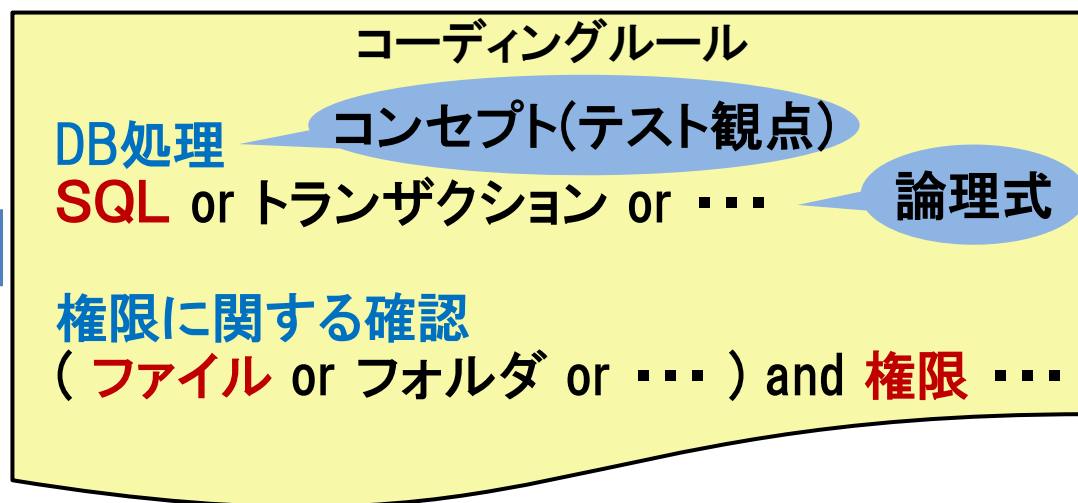 コーディングルール
コンセプト(テスト観点)
DB処理
SQL or トランザクション or ・・・
論理式
権限に関する確認
( ファイル or フォルダ or ・・・ ) and 権限 ・・・